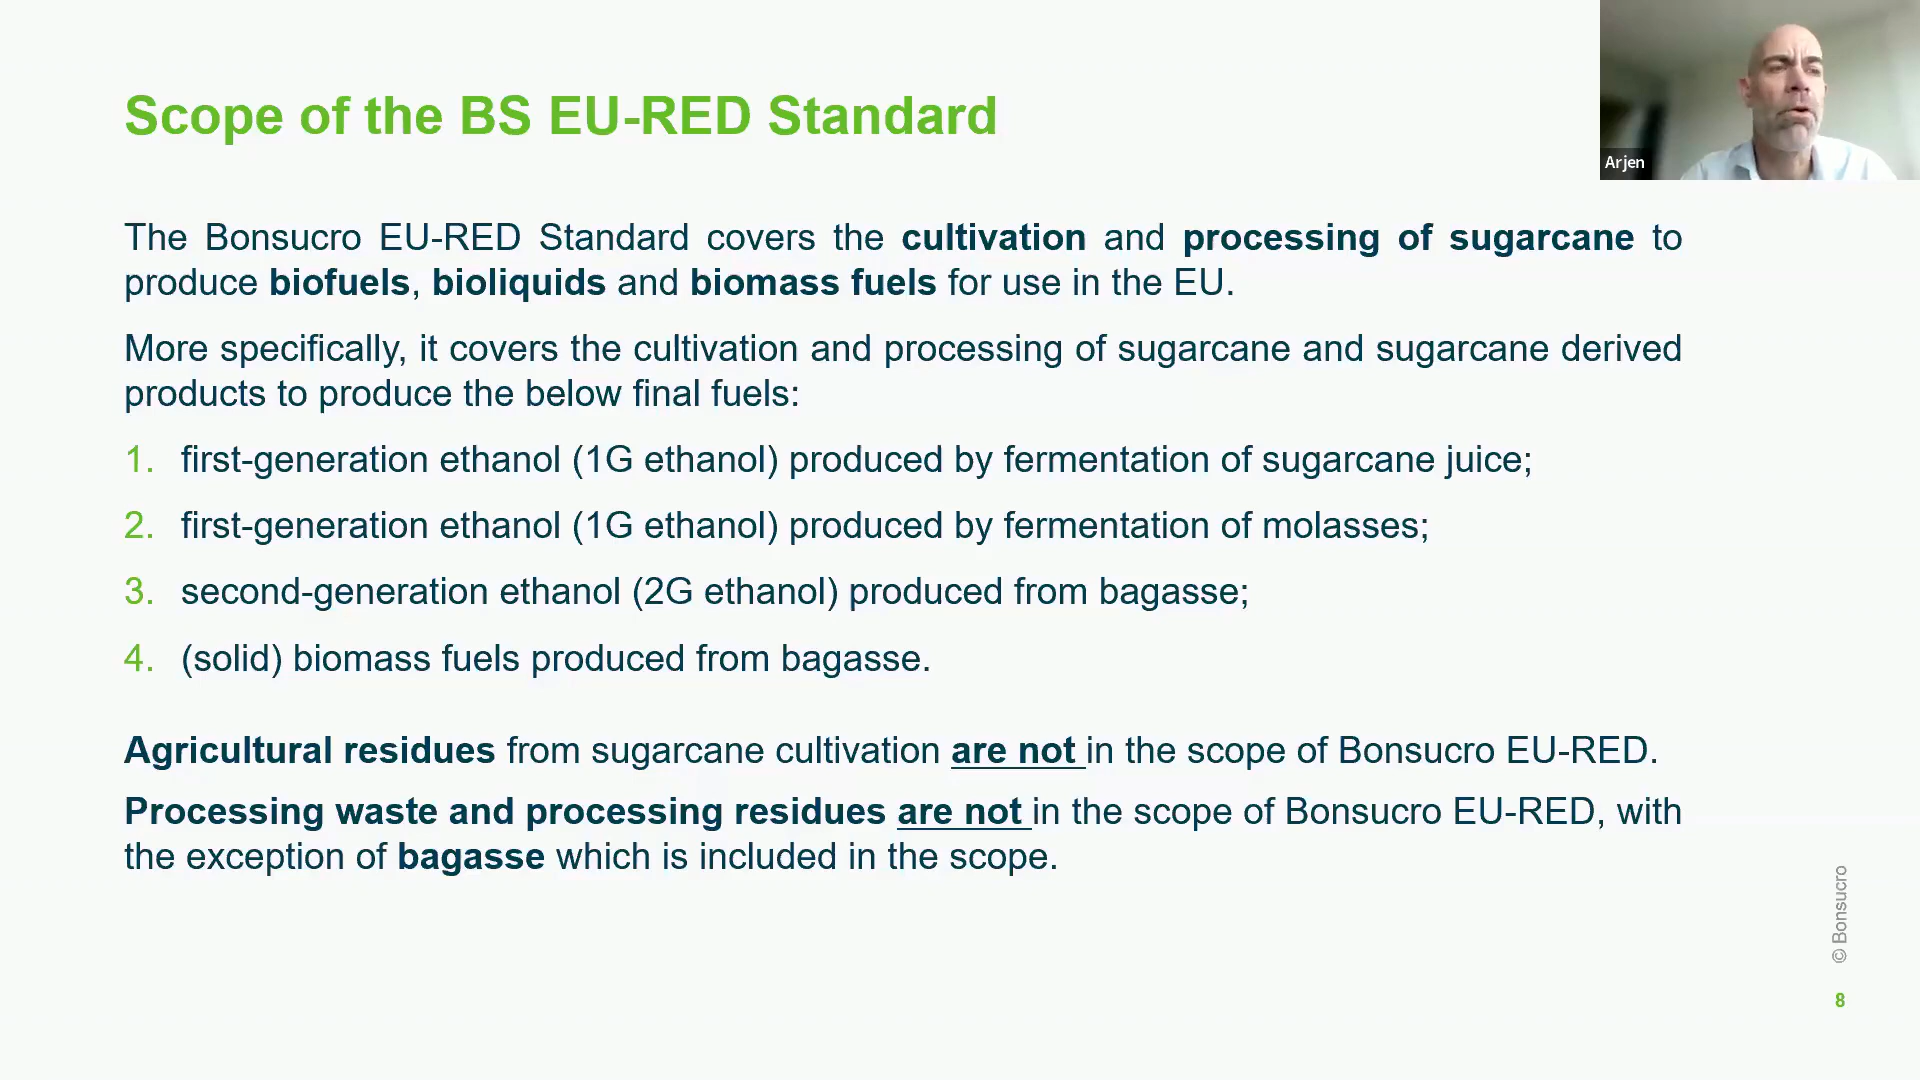 Scope of the BS EU-RED Standard
Arjen
The Bonsucro EU-RED Standard covers the cultivation and processing of sugarcane to
produce biofuels, bioliquids and biomass fuels for use in the EU.
More specifically, it covers the cultivation and processing of sugarcane and sugarcane derived
products to produce the below final fuels:
1. first-generation ethanol (1G ethanol) produced by fermentation of sugarcane juice;
2. first-generation ethanol (1G ethanol) produced by fermentation of molasses;
3. second-generation ethanol (2G ethanol) produced from bagasse;
4. (solid) biomass fuels produced from bagasse.
Agricultural residues from sugarcane cultivation are not in the scope of Bonsucro EU-RED.
Processing waste and processing residues are not in the scope of Bonsucro EU-RED, with
the exception of bagasse which is included in the scope.
© Bonsucro
8